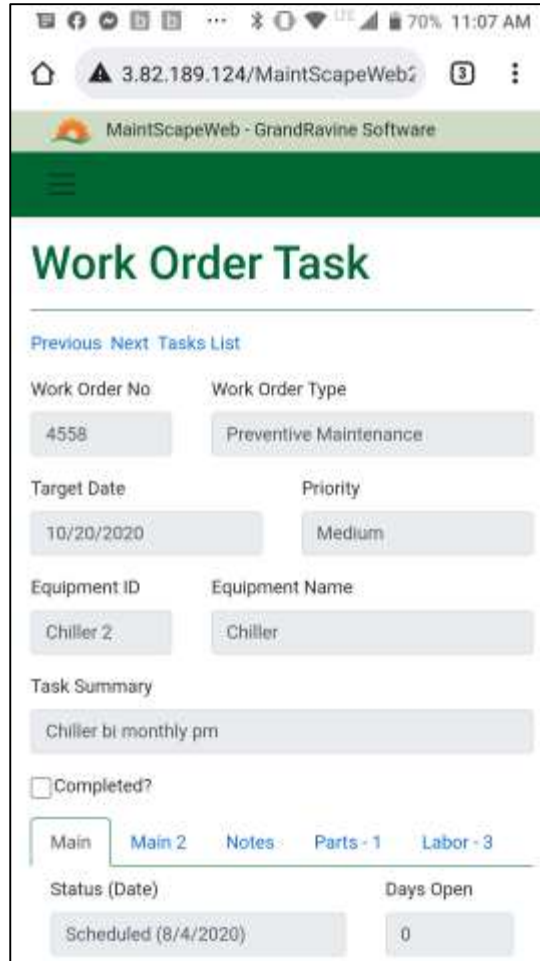 LTE 70% 11:07 AM
3.82.189.124/MaintScapeWeb2 3
MaintScapeWeb - GrandRavine Software
Work Order Task
Previous Next Tasks List
Work Order No Work Order Type
4558 Preventive Maintenance
Target Date Priority
10/20/2020 Medium
Equipment ID Equipment Name
Chiller 2 Chiller
Task Summary
Chiller bi monthly pm
Completed?
Main Main 2 Notes Parts - 1 Labor - 3
Status (Date) Days Open
Scheduled (8/4/2020) 0